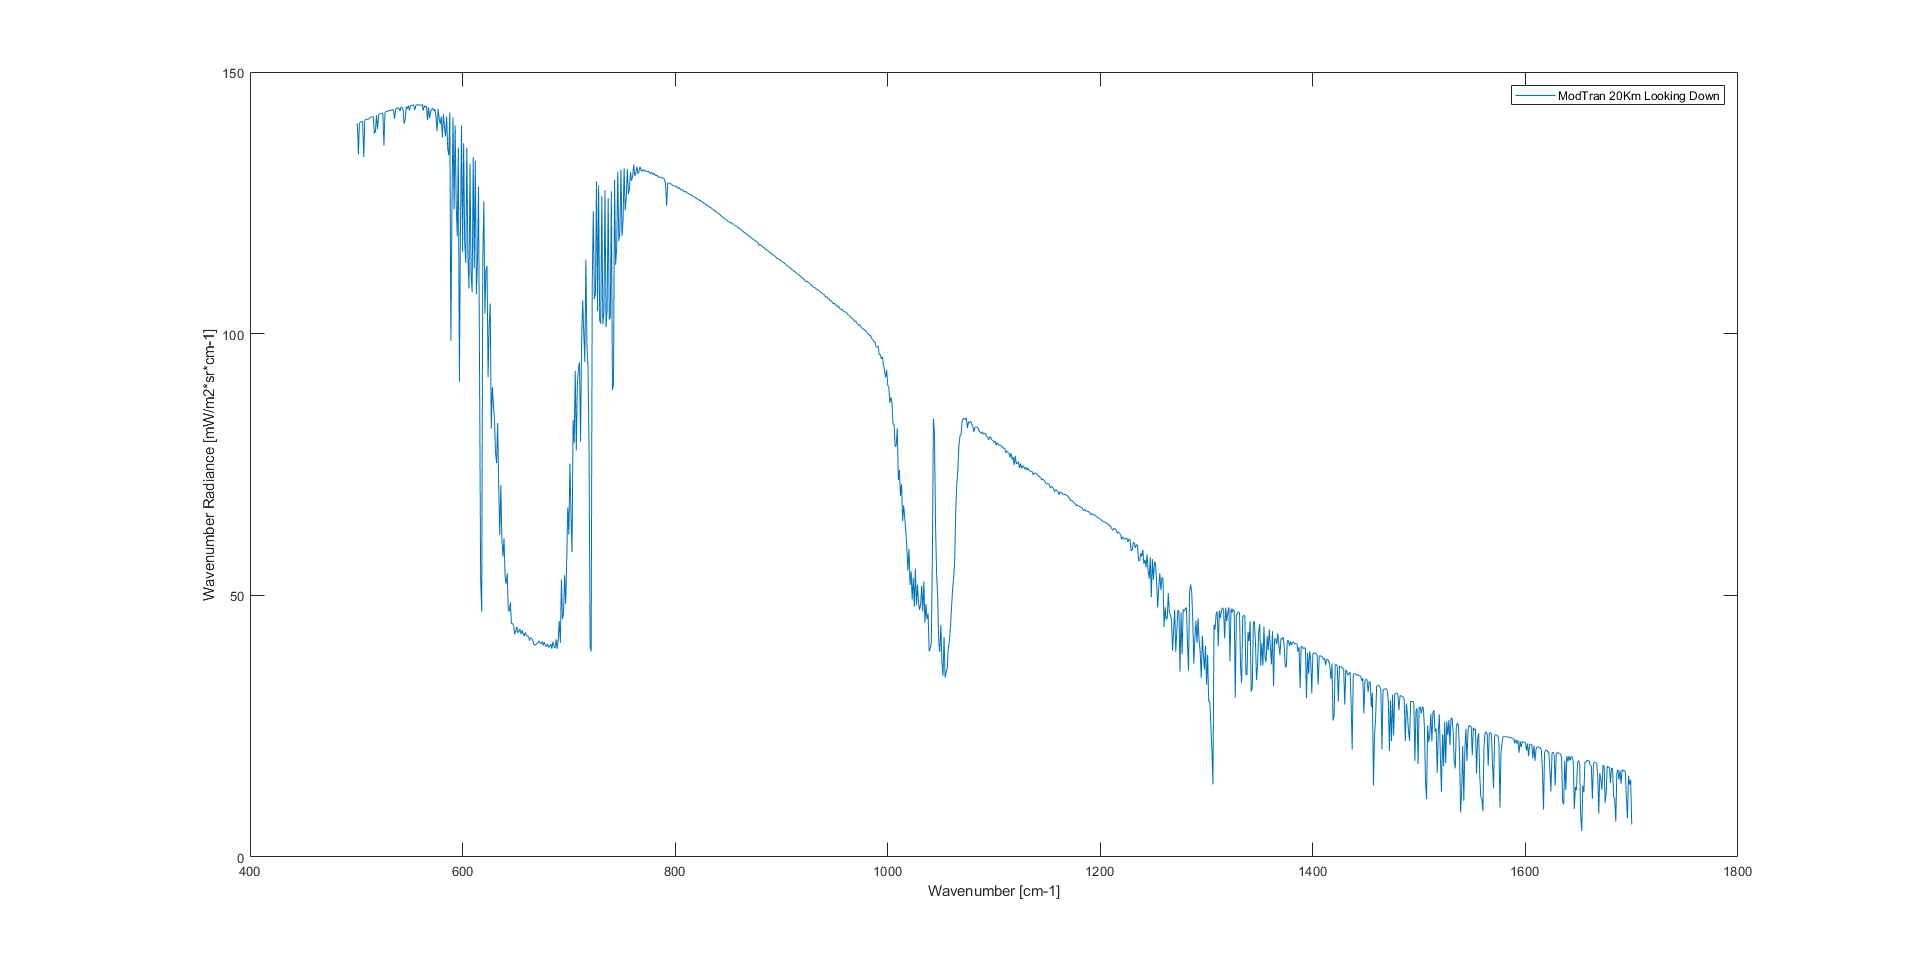 150
ModTran 20Km Looking Down
100
Wavenumber Radiance [mW/m2*sr*cm-1]
50
0
400 600 800 1000 1200 1400 1600 1800
Wavenumber [cm-1]